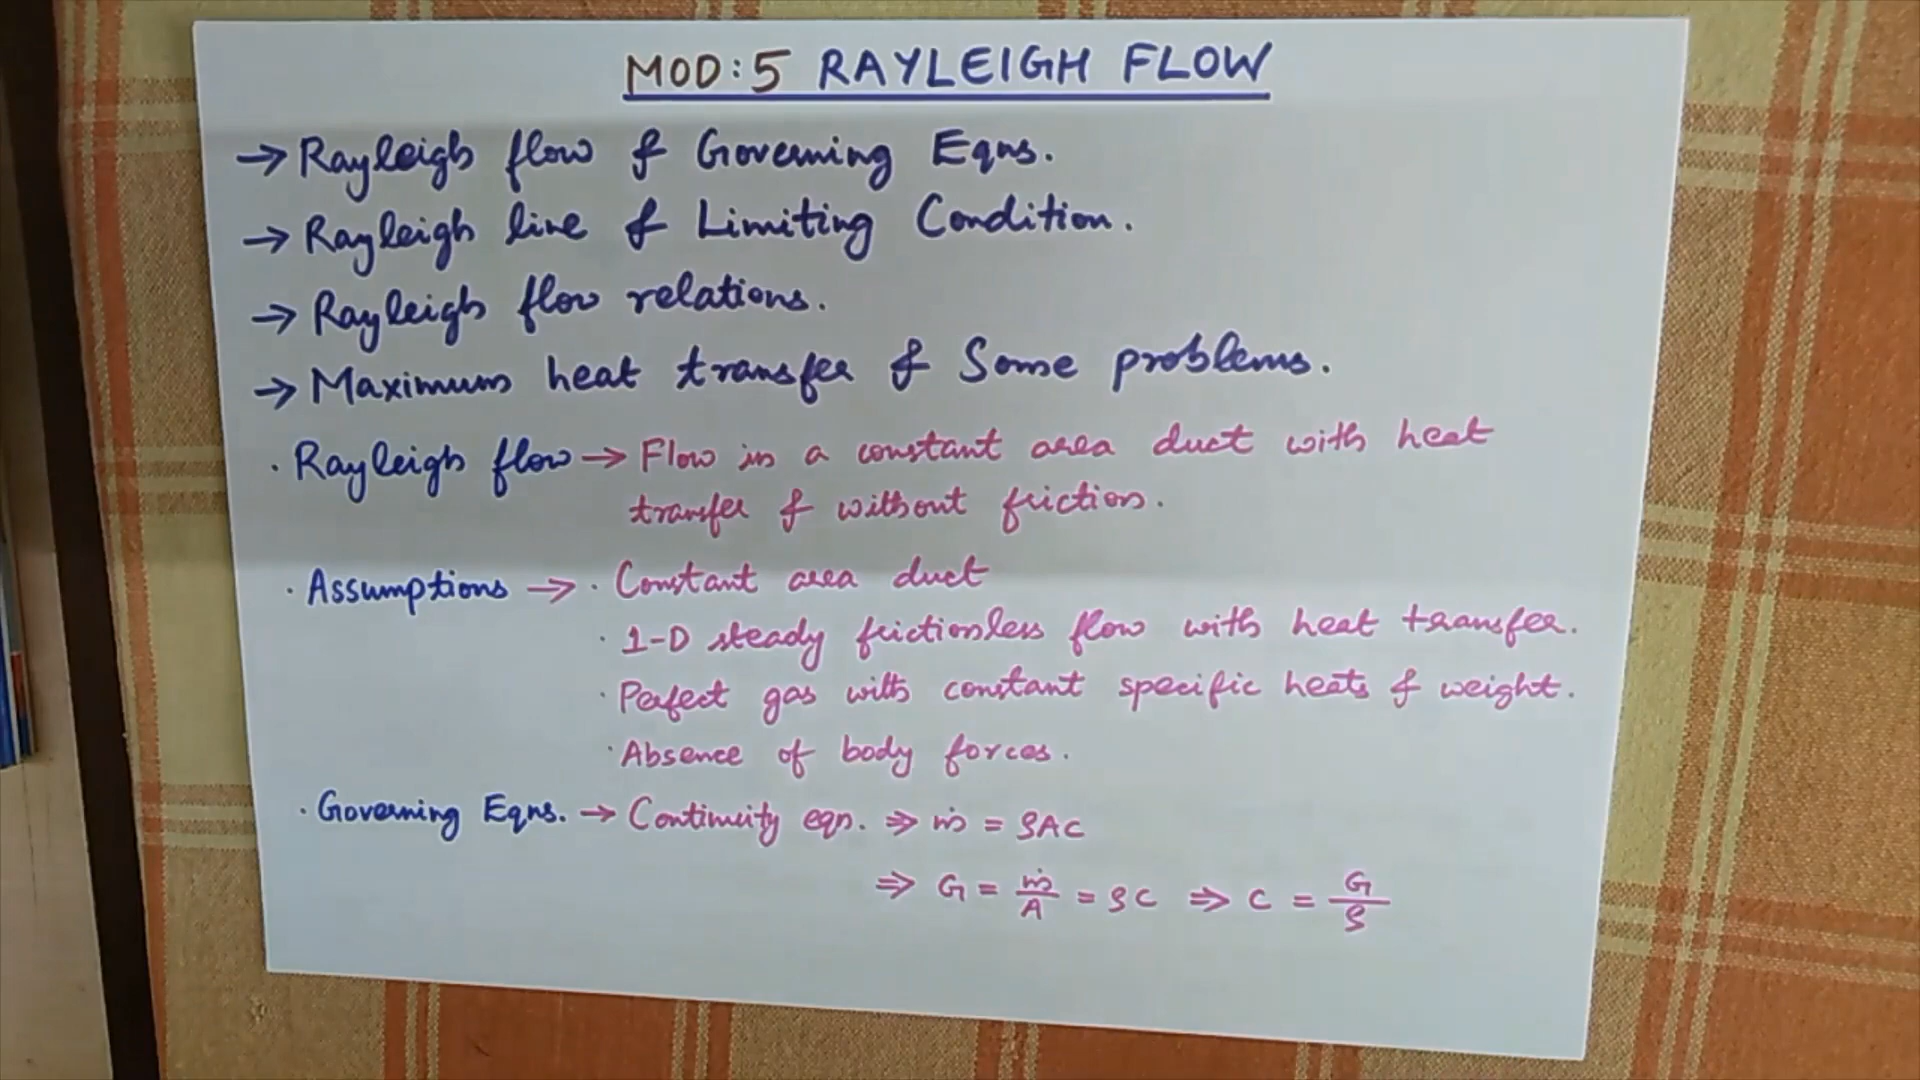 MOD:5 RAYLEIGH FLOW
→ Rayleigh flow & Governing Eqns.
→ Rayleigh line & Limiting Condition.
→ Rayleigh flow relations.
→ Maximum heat transfer & Some problems.
· Rayleigh flow → Flow in a constant area duct with heat
transfer & without friction.
· Assumptions → · Constant area duct
· 1-D steady frictionless flow with heat transfer.
· Perfect gas with constant specific heats & weight.
· Absence of body forces.
· Governing Eqns. → Continuity eqn. ⇒ ṁ = ρAC
⇒ G = ṁ/A = ρC ⇒ C = G/ρ